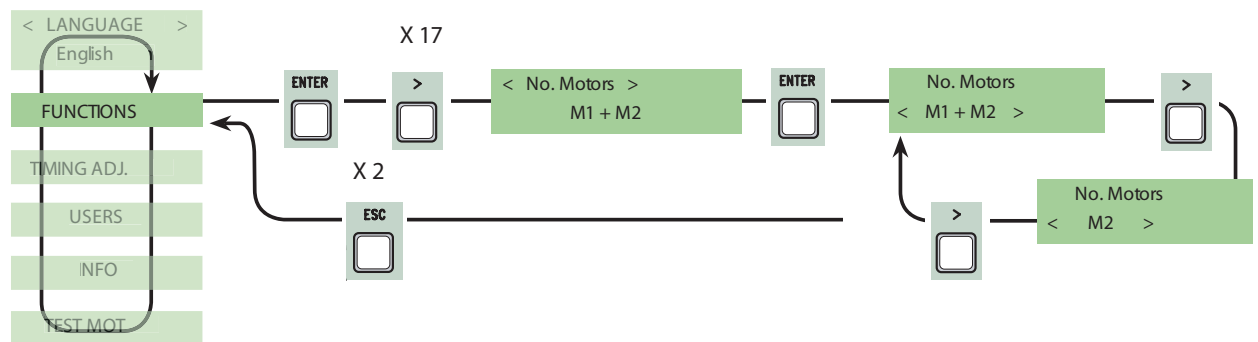 < LANGUAGE >
English
FUNCTIONS
TIMING ADJ.
USERS
INFO
TEST MOT
ENTER
X 17
>
< No. Motors >
M1 + M2
ENTER
No. Motors
< M1 + M2 >
>
No. Motors
< M2 >
>
X 2
ESC